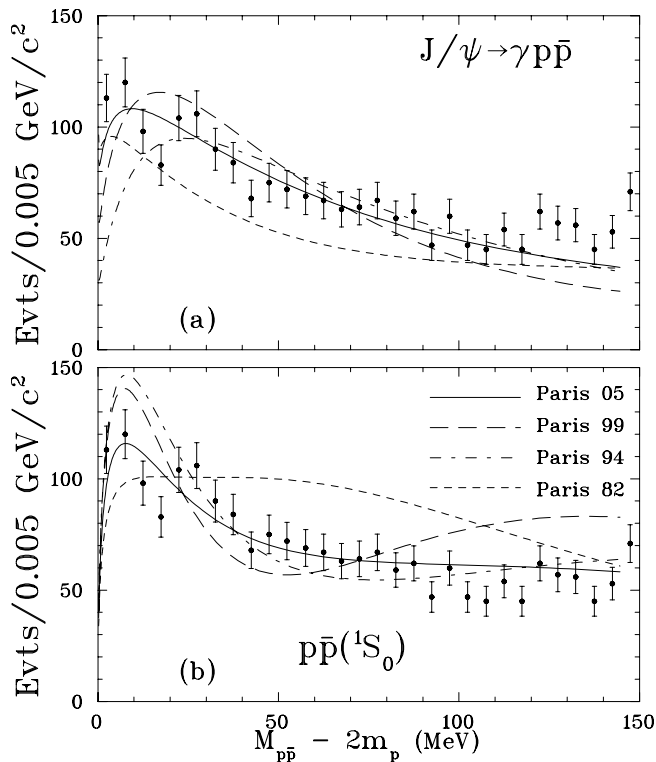 J/ψ→γpp̄
Evts/0.005 GeV/c²
150
100
50
0
(a)
Evts/0.005 GeV/c²
150
100
50
0
Paris 05
Paris 99
Paris 94
Paris 82
(b)
pp̄(¹S₀)
0
50
100
150
M_pp̄ − 2m_p (MeV)